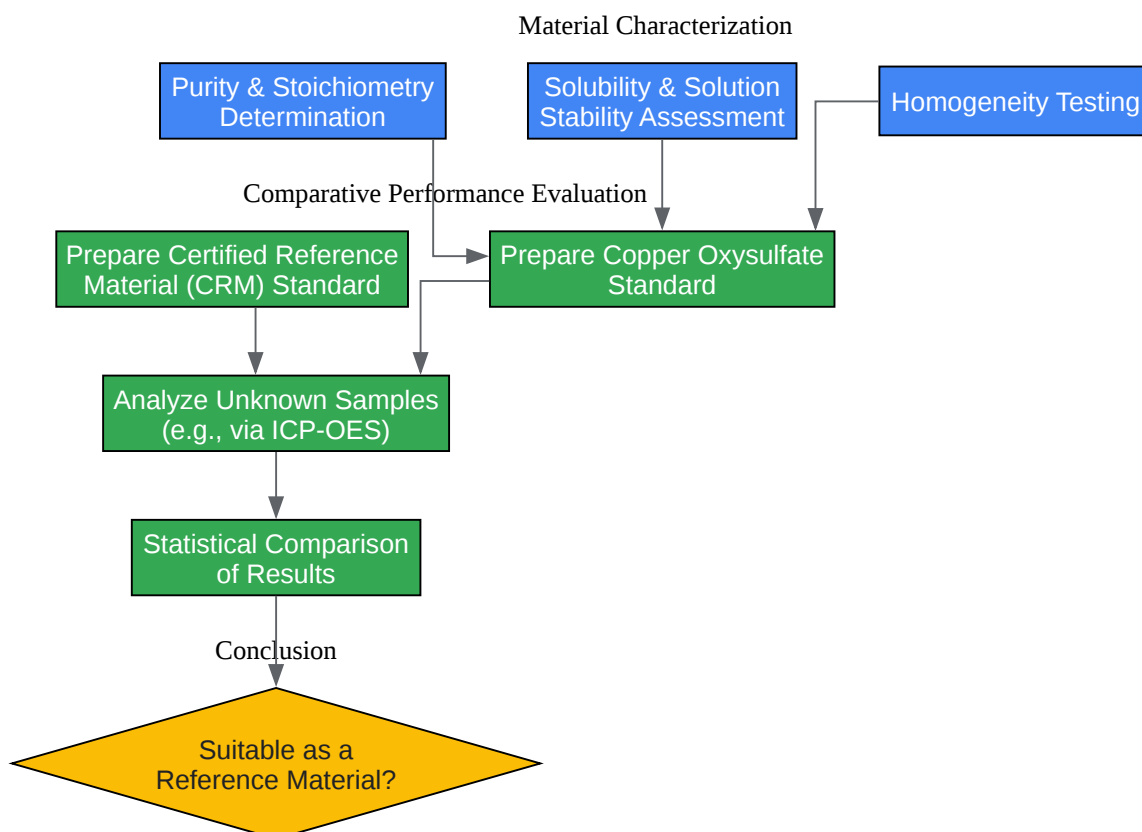 Material Characterization
Purity & Stoichiometry
Determination
Solubility & Solution
Stability Assessment
Homogeneity Testing
Comparative Performance Evaluation
Prepare Certified Reference
Material (CRM) Standard
Prepare Copper Oxysulfate
Standard
Analyze Unknown Samples
(e.g., via ICP-OES)
Statistical Comparison
of Results
Conclusion
Suitable as a
Reference Material?